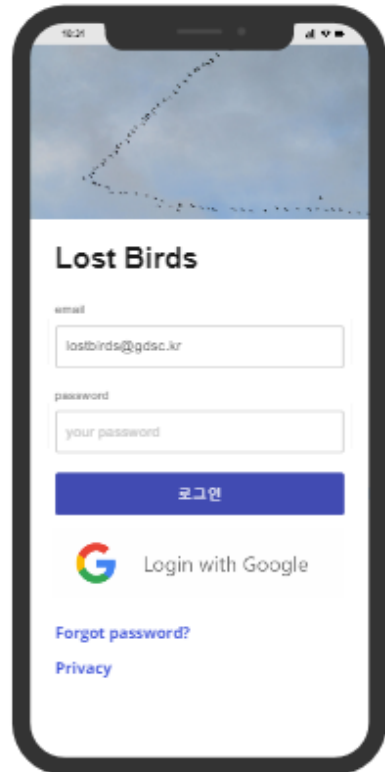 10:21
Lost Birds
email
lostbirds@gdsc.kr
password
your password
로그인
Login with Google
Forgot password?
Privacy